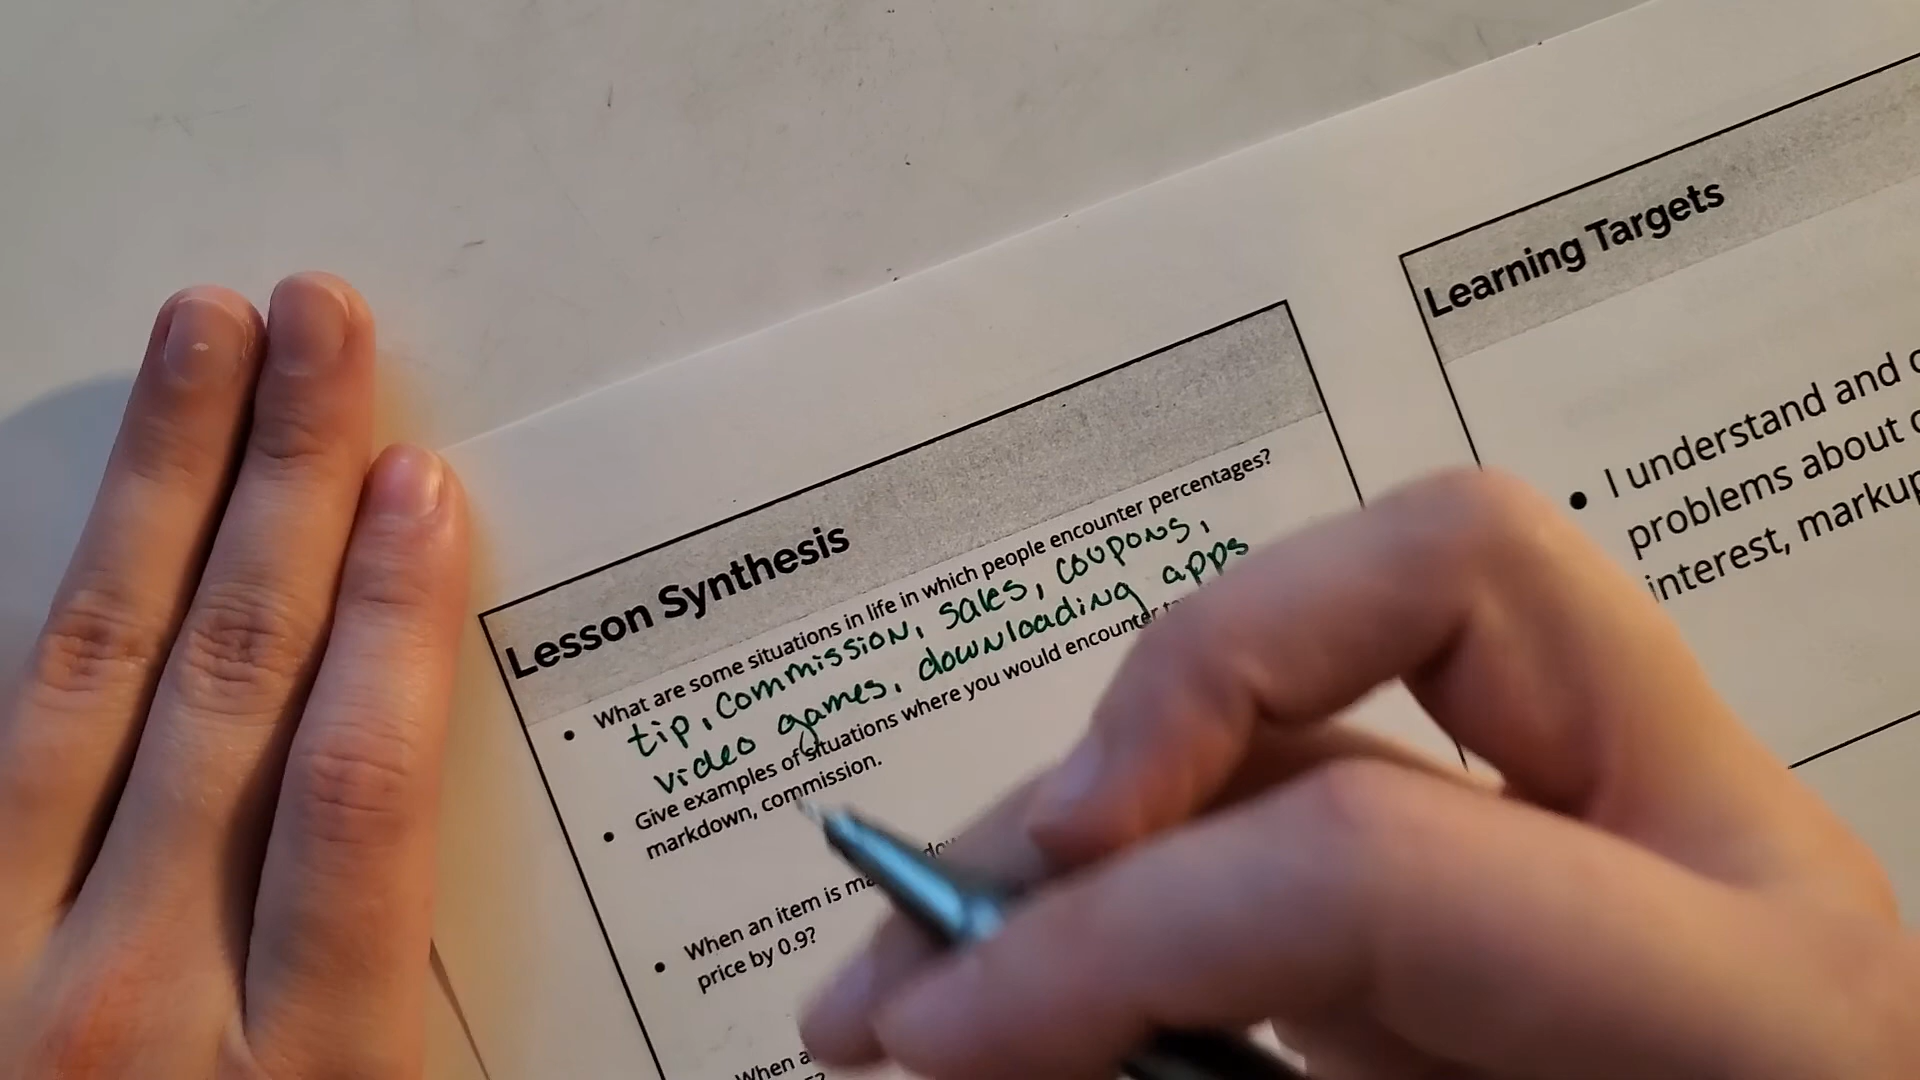 Lesson Synthesis
What are some situations in life in which people encounter percentages?
tip, commission, sales, coupons,
video games, downloading apps
Give examples of situations where you would encounter
markdown, commission.
When an item is
price by 0.9?
When
Learning Targets
I understand and
problems about
interest, markup